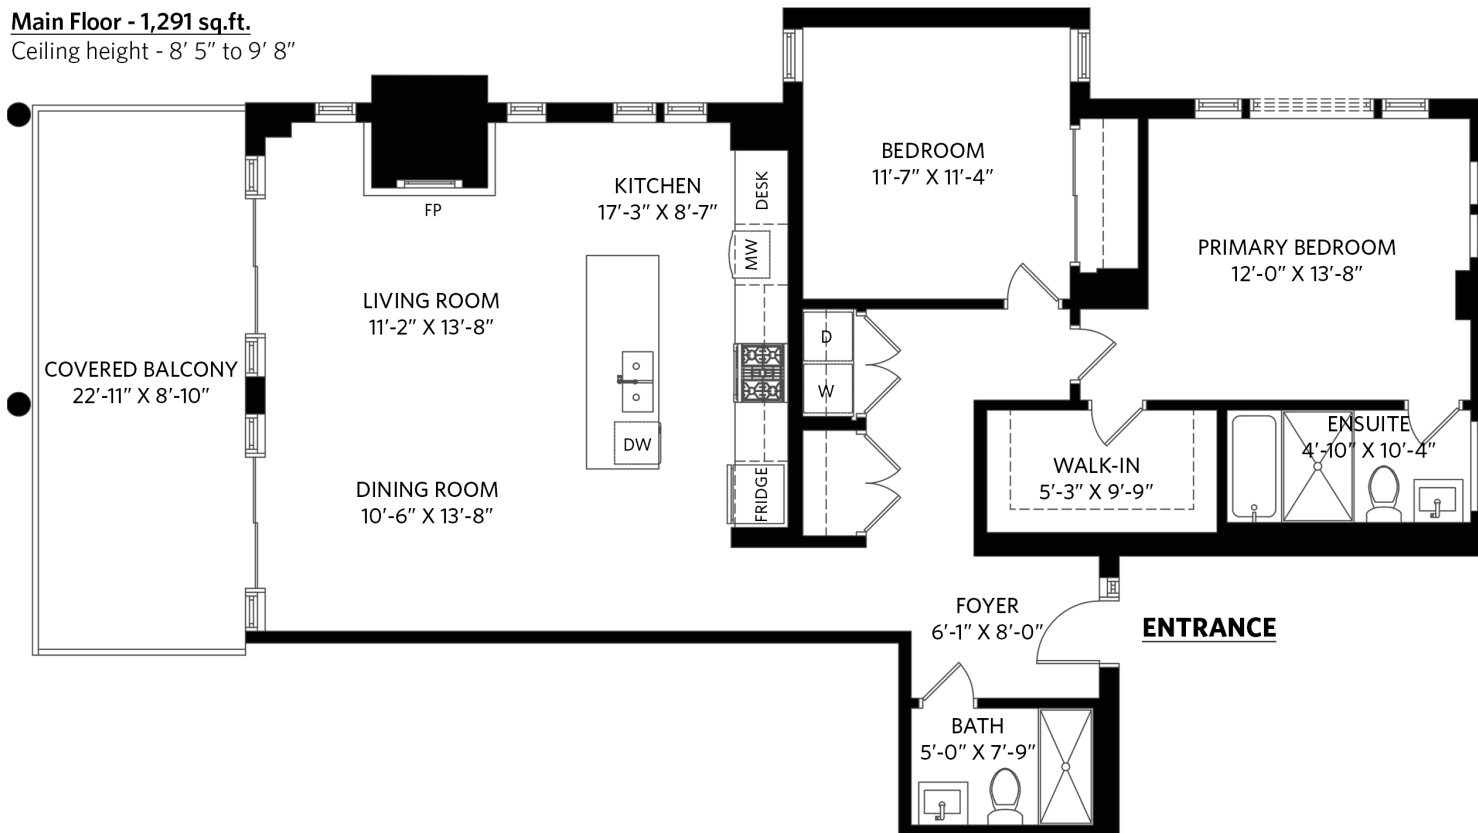 Main Floor - 1,291 sq.ft.
Ceiling height - 8' 5" to 9' 8"
BEDROOM
11'-7" X 11'-4"
DESK
KITCHEN
17'-3" X 8'-7"
FP
MW
PRIMARY BEDROOM
12'-0" X 13'-8"
LIVING ROOM
11'-2" X 13'-8"
D
COVERED BALCONY
22'-11" X 8'-10"
W
DW
ENSUITE
4'-10" X 10'-4"
WALK-IN
5'-3" X 9'-9"
DINING ROOM
10'-6" X 13'-8"
FRIDGE
FOYER
6'-1" X 8'-0"
ENTRANCE
BATH
5'-0" X 7'-9"